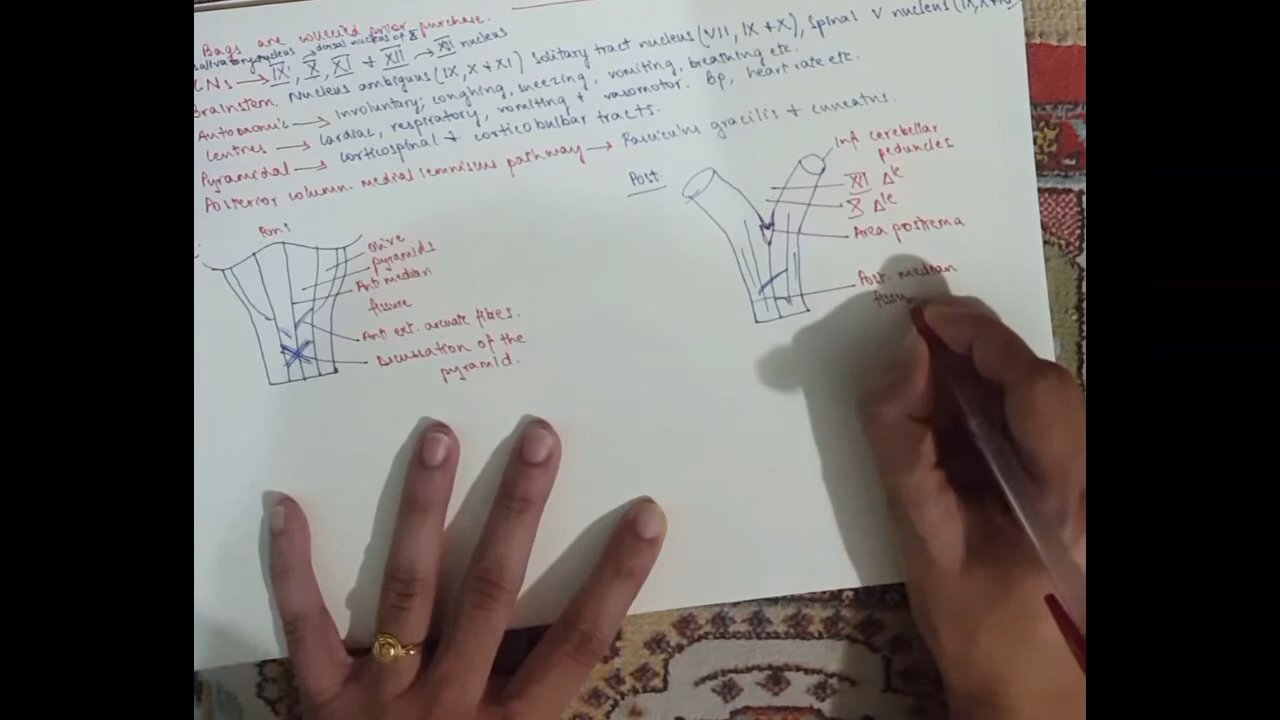 Bags are collected prior purchase.
salivatory nucleus → dorsal nucleus of X
CNs → IX, X, XI + XII → XII nucleus
Brainstem. Nucleus ambiguus (IX, X + XI) Solitary tract nucleus (VII, IX + X), Spinal V nucleus (IX, X
Autonomic → Involuntary; coughing, sneezing, vomiting, breathing etc.
Centres → Cardiac, respiratory, vomiting + vasomotor. Bp, heart rate etc.
Pyramidal → corticospinal + corticobulbar tracts.
Posterior column-medial lemniscus pathway → Fasciculus gracilis + cuneatus.
Pons
Olive
pyramids
Ant median
fissure
Ant ext. arcuate fibres.
Decussation of the
pyramid.
Post.
Inf cerebellar
peduncles
XII Δle
X Δle
Area postrema
Post. median
fissu